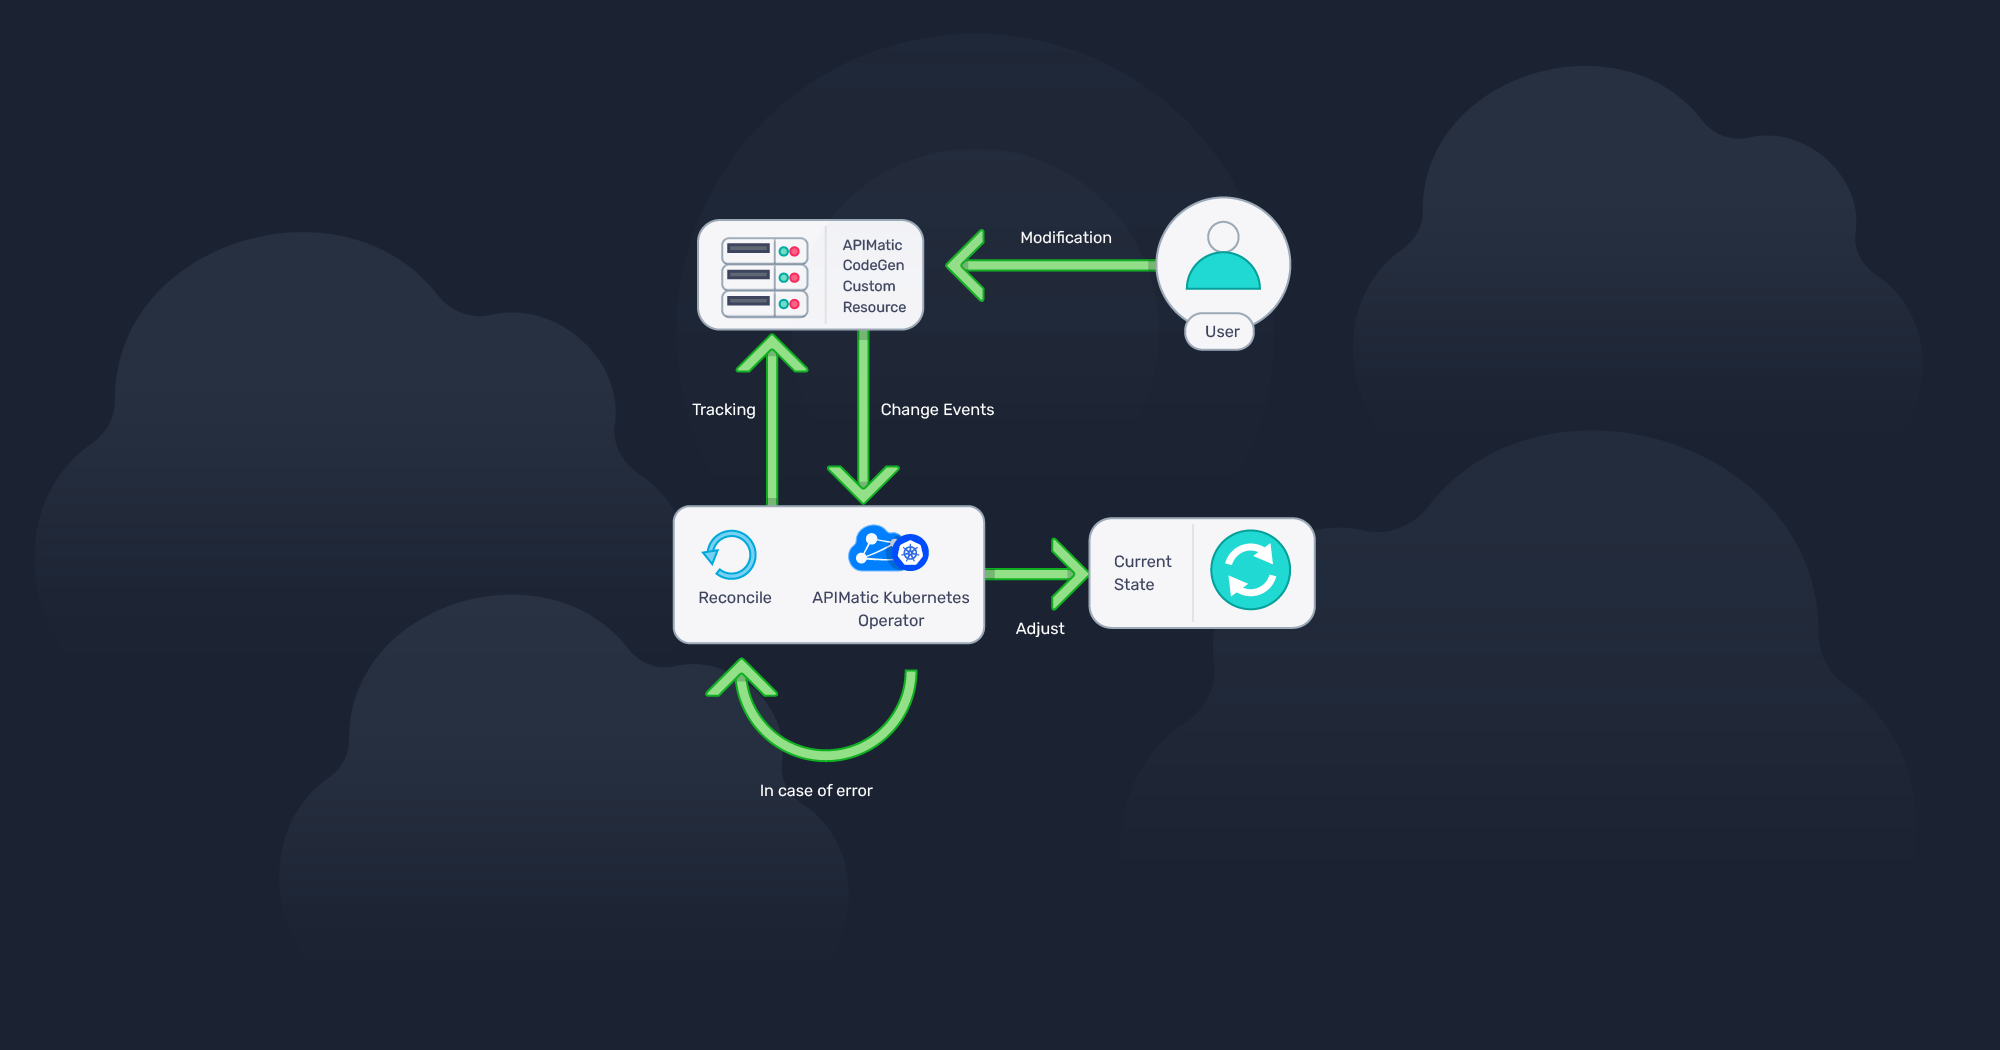 APIMatic
CodeGen
Custom
Resource
Modification
User
Tracking
Change Events
Reconcile
APIMatic Kubernetes
Operator
Adjust
Current
State
In case of error